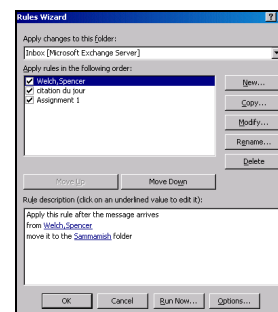 Rules Wizard
Apply changes to this folder:
Inbox [Microsoft Exchange Server]
Apply rules in the following order:
Welch,Spencer
citation du jour
Assignment 1
New...
Copy...
Modify...
Rename...
Delete
Move Up
Move Down
Rule description (click on an underlined value to edit it):
Apply this rule after the message arrives
from Welch,Spencer
move it to the Sammamish folder
OK
Cancel
Run Now...
Options...